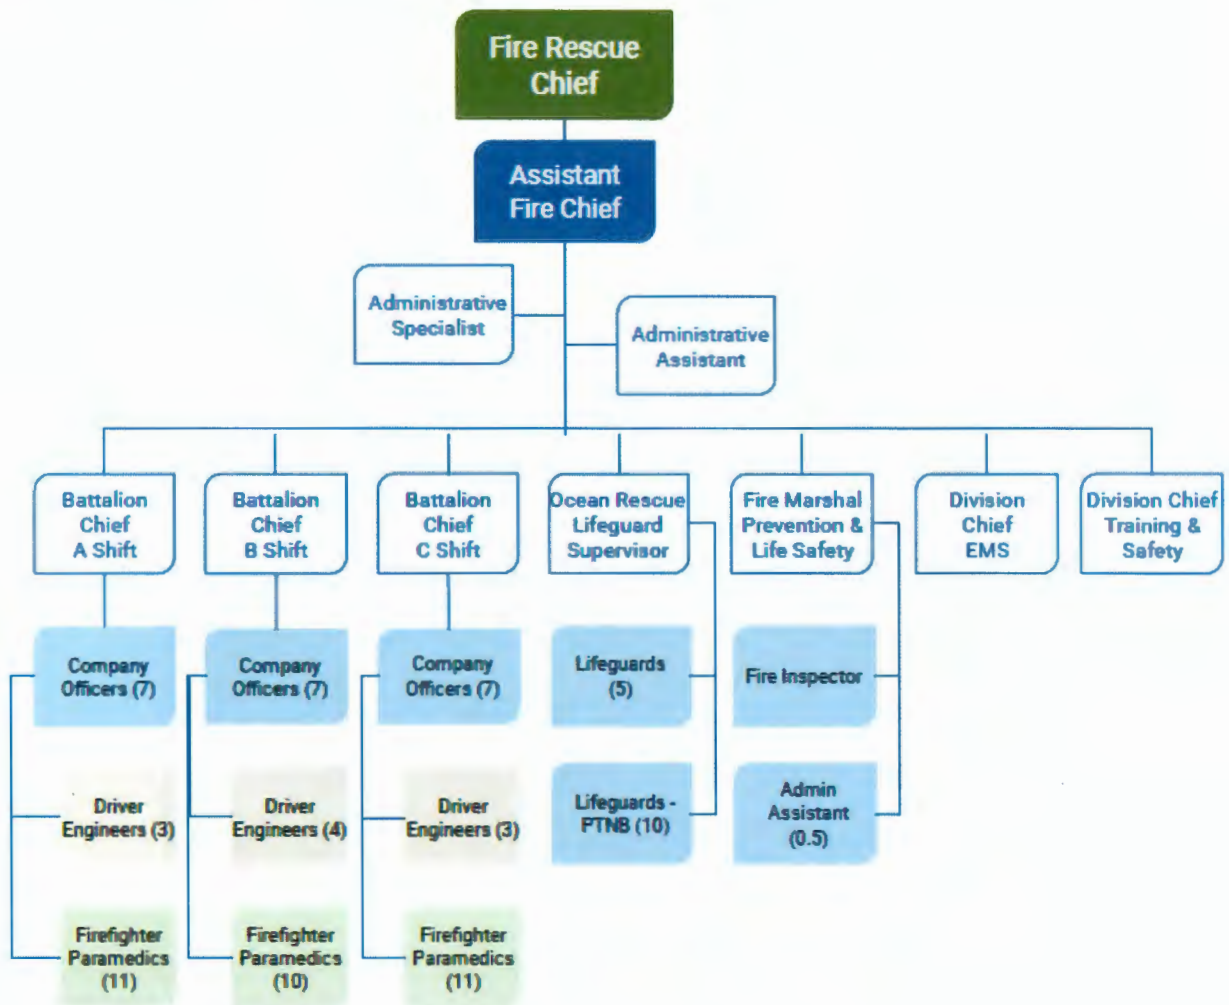 Fire Rescue
Chief
Assistant
Fire Chief
Administrative
Specialist
Administrative
Assistant
Battalion
Chief
A Shift
Battalion
Chief
B Shift
Battalion
Chief
C Shift
Ocean Rescue
Lifeguard
Supervisor
Fire Marshal
Prevention &
Life Safety
Division
Chief
EMS
Division Chief
Training &
Safety
Company
Officers (7)
Company
Officers (7)
Company
Officers (7)
Lifeguards
(5)
Fire Inspector
Driver
Engineers (3)
Driver
Engineers (4)
Driver
Engineers (3)
Lifeguards -
PTNB (10)
Admin
Assistant
(0.5)
Firefighter
Paramedics
(11)
Firefighter
Paramedics
(10)
Firefighter
Paramedics
(11)